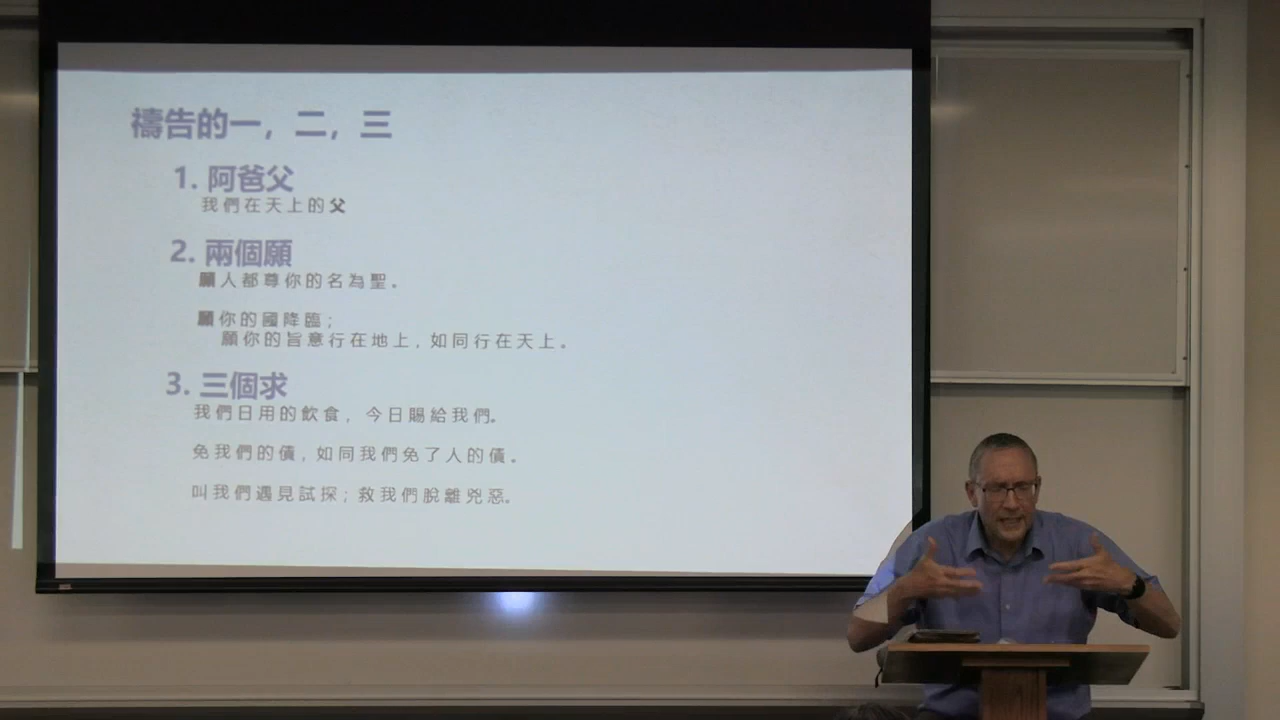 禱告的一，二，三
1. 阿爸父
我們在天上的父
2. 兩個願
願人都尊你的名為聖。
願你的國降臨；
願你的旨意行在地上，如同行在天上。
3. 三個求
我們日用的飲食，今日賜給我們。
免我們的債，如同我們免了人的債。
叫我們遇見試探；救我們脫離兇惡。